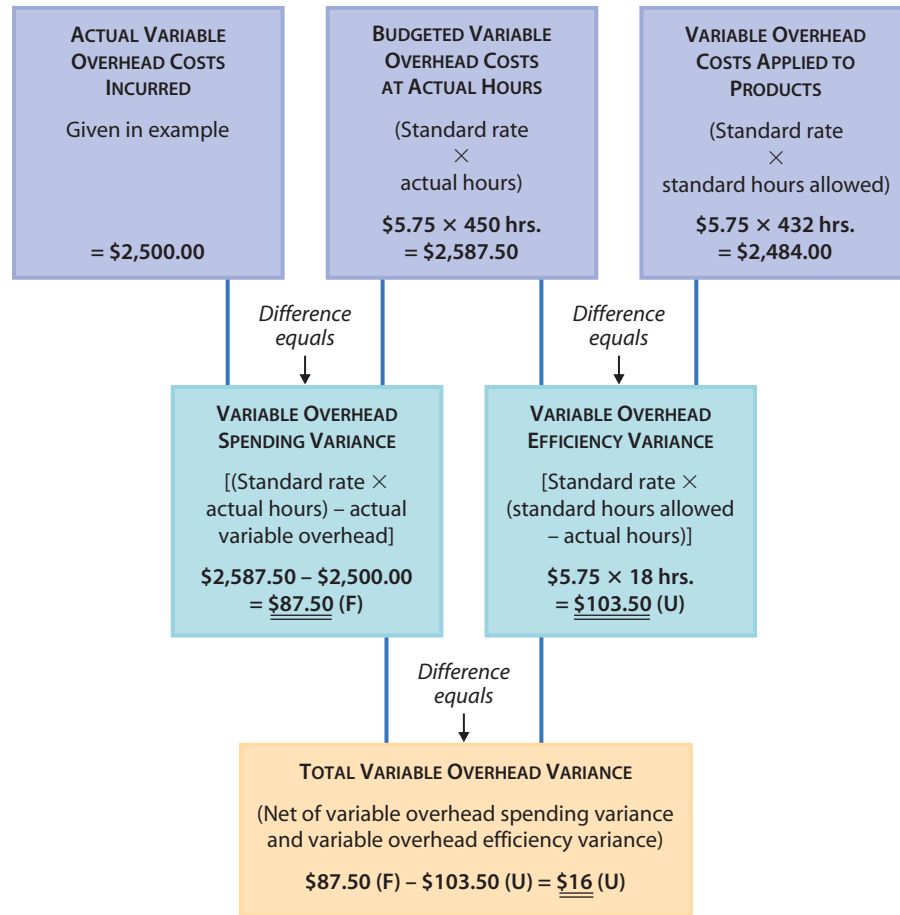 ACTUAL VARIABLE
OVERHEAD COSTS
INCURRED
Given in example
= $2,500.00
BUDGETED VARIABLE
OVERHEAD COSTS
AT ACTUAL HOURS
(Standard rate
×
actual hours)
$5.75 × 450 hrs.
= $2,587.50
VARIABLE OVERHEAD
COSTS APPLIED TO
PRODUCTS
(Standard rate
×
standard hours allowed)
$5.75 × 432 hrs.
= $2,484.00
Difference
equals
Difference
equals
VARIABLE OVERHEAD
SPENDING VARIANCE
[(Standard rate ×
actual hours) – actual
variable overhead]
$2,587.50 – $2,500.00
= $87.50 (F)
VARIABLE OVERHEAD
EFFICIENCY VARIANCE
[Standard rate ×
(standard hours allowed
– actual hours)]
$5.75 × 18 hrs.
= $103.50 (U)
Difference
equals
TOTAL VARIABLE OVERHEAD VARIANCE
(Net of variable overhead spending variance
and variable overhead efficiency variance)
$87.50 (F) – $103.50 (U) = $16 (U)